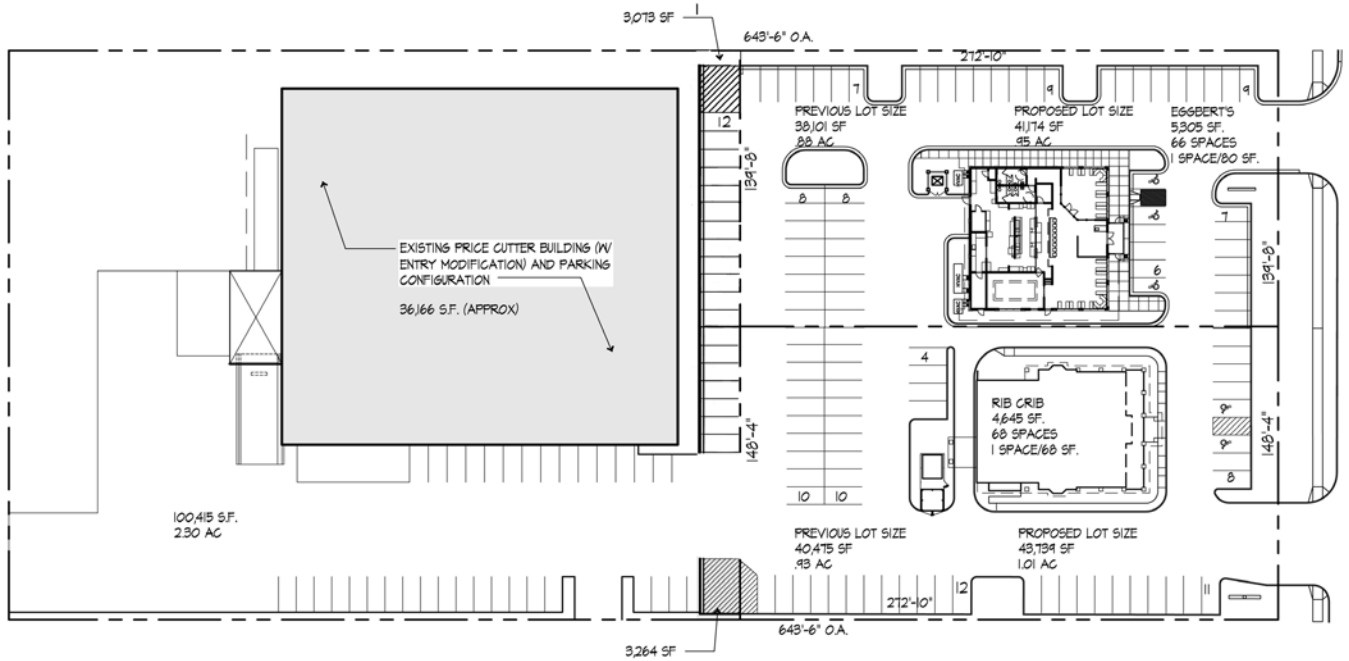 3,073 SF
643'-6" O.A.
272'-10"
7
9
9
PREVIOUS LOT SIZE
38,101 SF
.88 AC
PROPOSED LOT SIZE
41,174 SF
.95 AC
EGGBERT'S
5,305 SF.
66 SPACES
1 SPACE/80 SF.
12
139'-8"
8
8
7
6
139'-8"
EXISTING PRICE CUTTER BUILDING (W/
ENTRY MODIFICATION) AND PARKING
CONFIGURATION
36,166 S.F. (APPROX)
4
RIB CRIB
4,645 SF.
68 SPACES
1 SPACE/68 SF.
148'-4"
148'-4"
8
10
10
100,415 S.F.
2.30 AC
PREVIOUS LOT SIZE
40,475 SF
.93 AC
PROPOSED LOT SIZE
43,739 SF
1.01 AC
12
11
272'-10"
643'-6" O.A.
3,264 SF